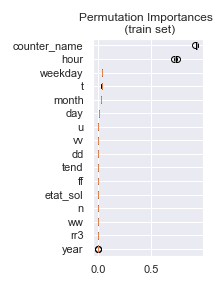 Permutation Importances
(train set)
counter_name
hour
weekday
t
month
day
u
vv
dd
tend
ff
etat_sol
n
ww
rr3
year
0.0
0.5